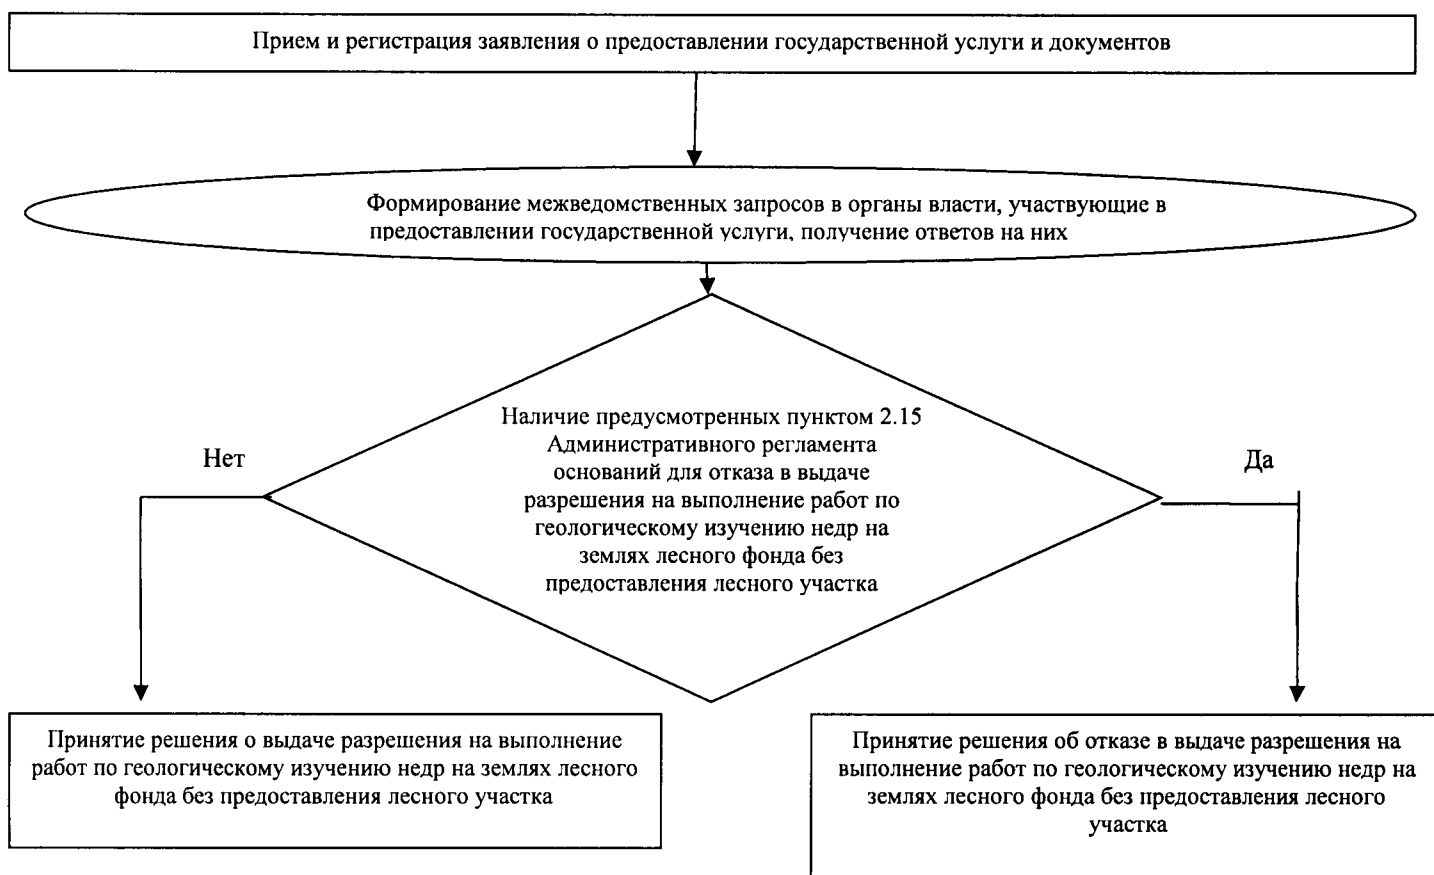 Прием и регистрация заявления о предоставлении государственной услуги и документов
Формирование межведомственных запросов в органы власти, участвующие в
предоставлении государственной услуги, получение ответов на них
Наличие предусмотренных пунктом 2.15
Административного регламента
оснований для отказа в выдаче
разрешения на выполнение работ по
геологическому изучению недр на
землях лесного фонда без
предоставления лесного участка
Нет
Да
Принятие решения о выдаче разрешения на выполнение
работ по геологическому изучению недр на землях лесного
фонда без предоставления лесного участка
Принятие решения об отказе в выдаче разрешения на
выполнение работ по геологическому изучению недр на
землях лесного фонда без предоставления лесного
участка